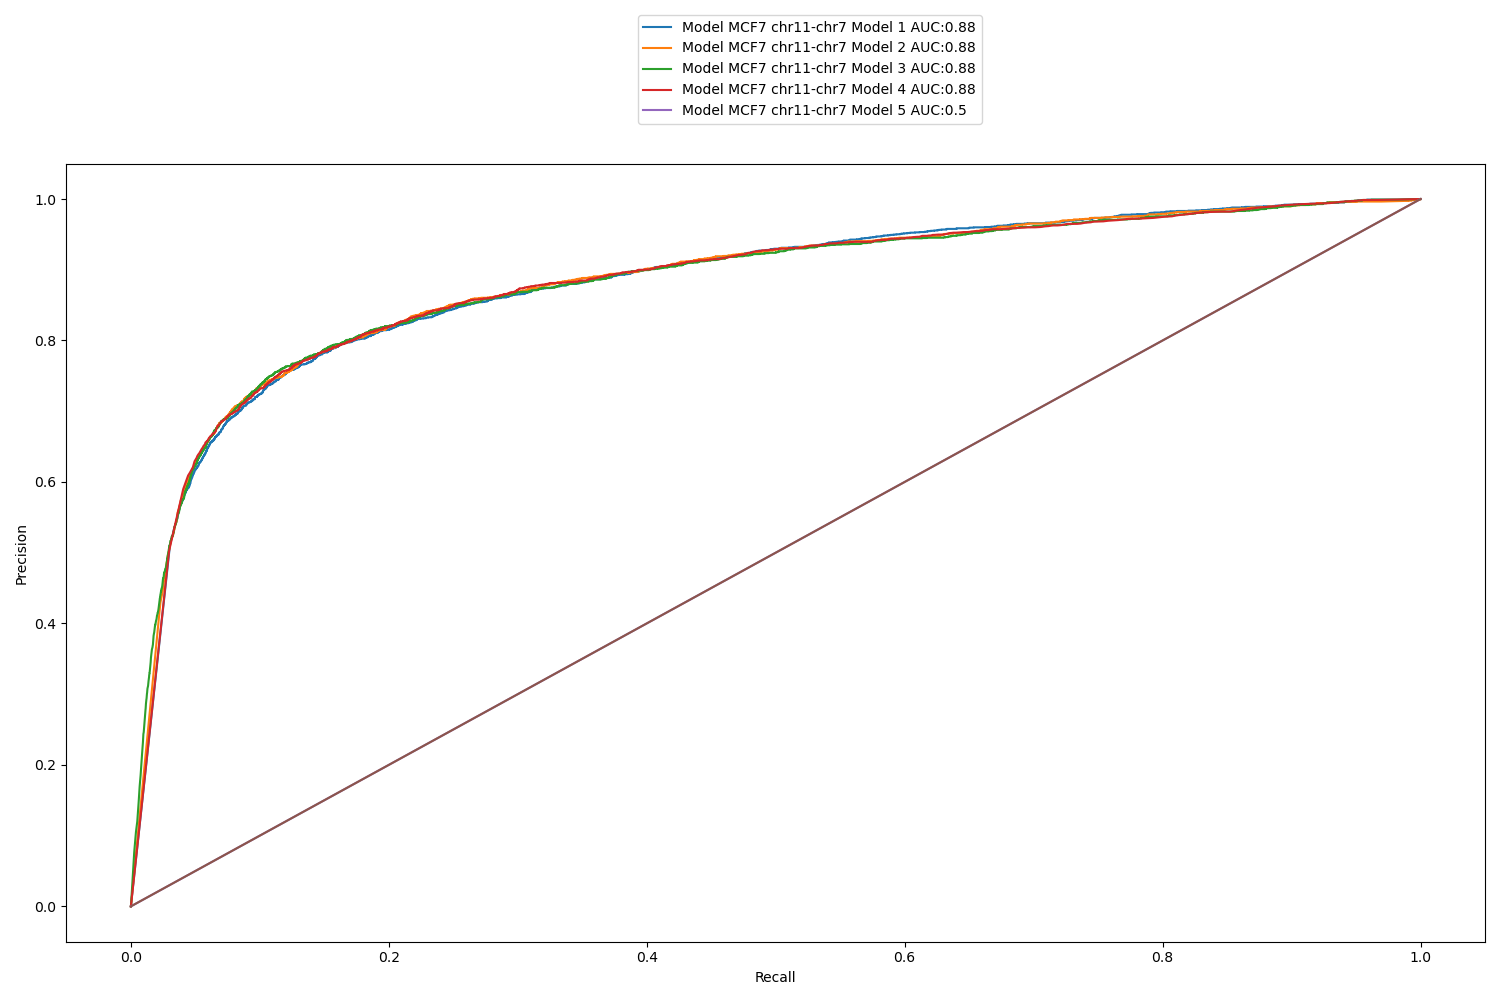 Model MCF7 chr11-chr7 Model 1 AUC:0.88
Model MCF7 chr11-chr7 Model 2 AUC:0.88
Model MCF7 chr11-chr7 Model 3 AUC:0.88
Model MCF7 chr11-chr7 Model 4 AUC:0.88
Model MCF7 chr11-chr7 Model 5 AUC:0.5
1.0
0.8
0.6
0.4
0.2
0.0
Precision
0.0 0.2 0.4 0.6 0.8 1.0
Recall